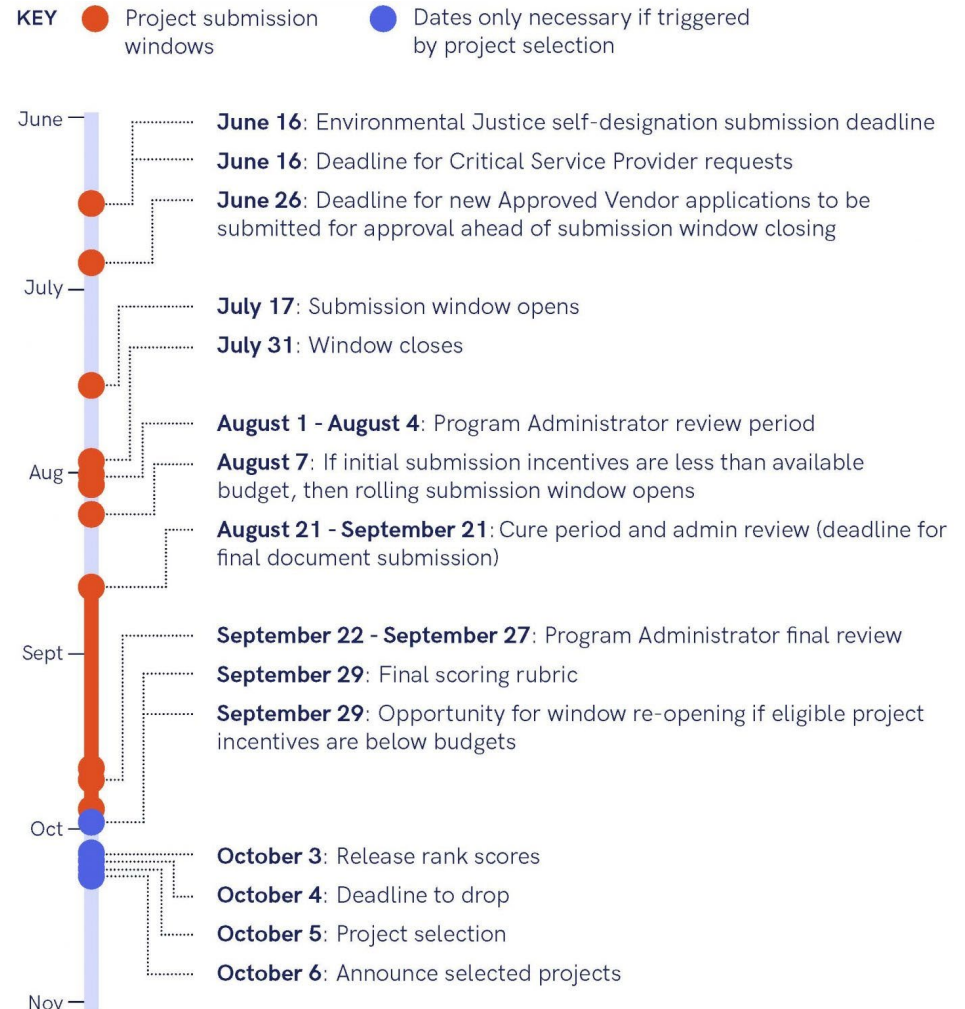 KEY
Project submission
windows
Dates only necessary if triggered
by project selection
June
June 16: Environmental Justice self-designation submission deadline
June 16: Deadline for Critical Service Provider requests
June 26: Deadline for new Approved Vendor applications to be
submitted for approval ahead of submission window closing
July
July 17: Submission window opens
July 31: Window closes
August 1 - August 4: Program Administrator review period
Aug
August 7: If initial submission incentives are less than available
budget, then rolling submission window opens
August 21 - September 21: Cure period and admin review (deadline for
final document submission)
September 22 - September 27: Program Administrator final review
Sept
September 29: Final scoring rubric
September 29: Opportunity for window re-opening if eligible project
incentives are below budgets
Oct
October 3: Release rank scores
October 4: Deadline to drop
October 5: Project selection
October 6: Announce selected projects
Nov